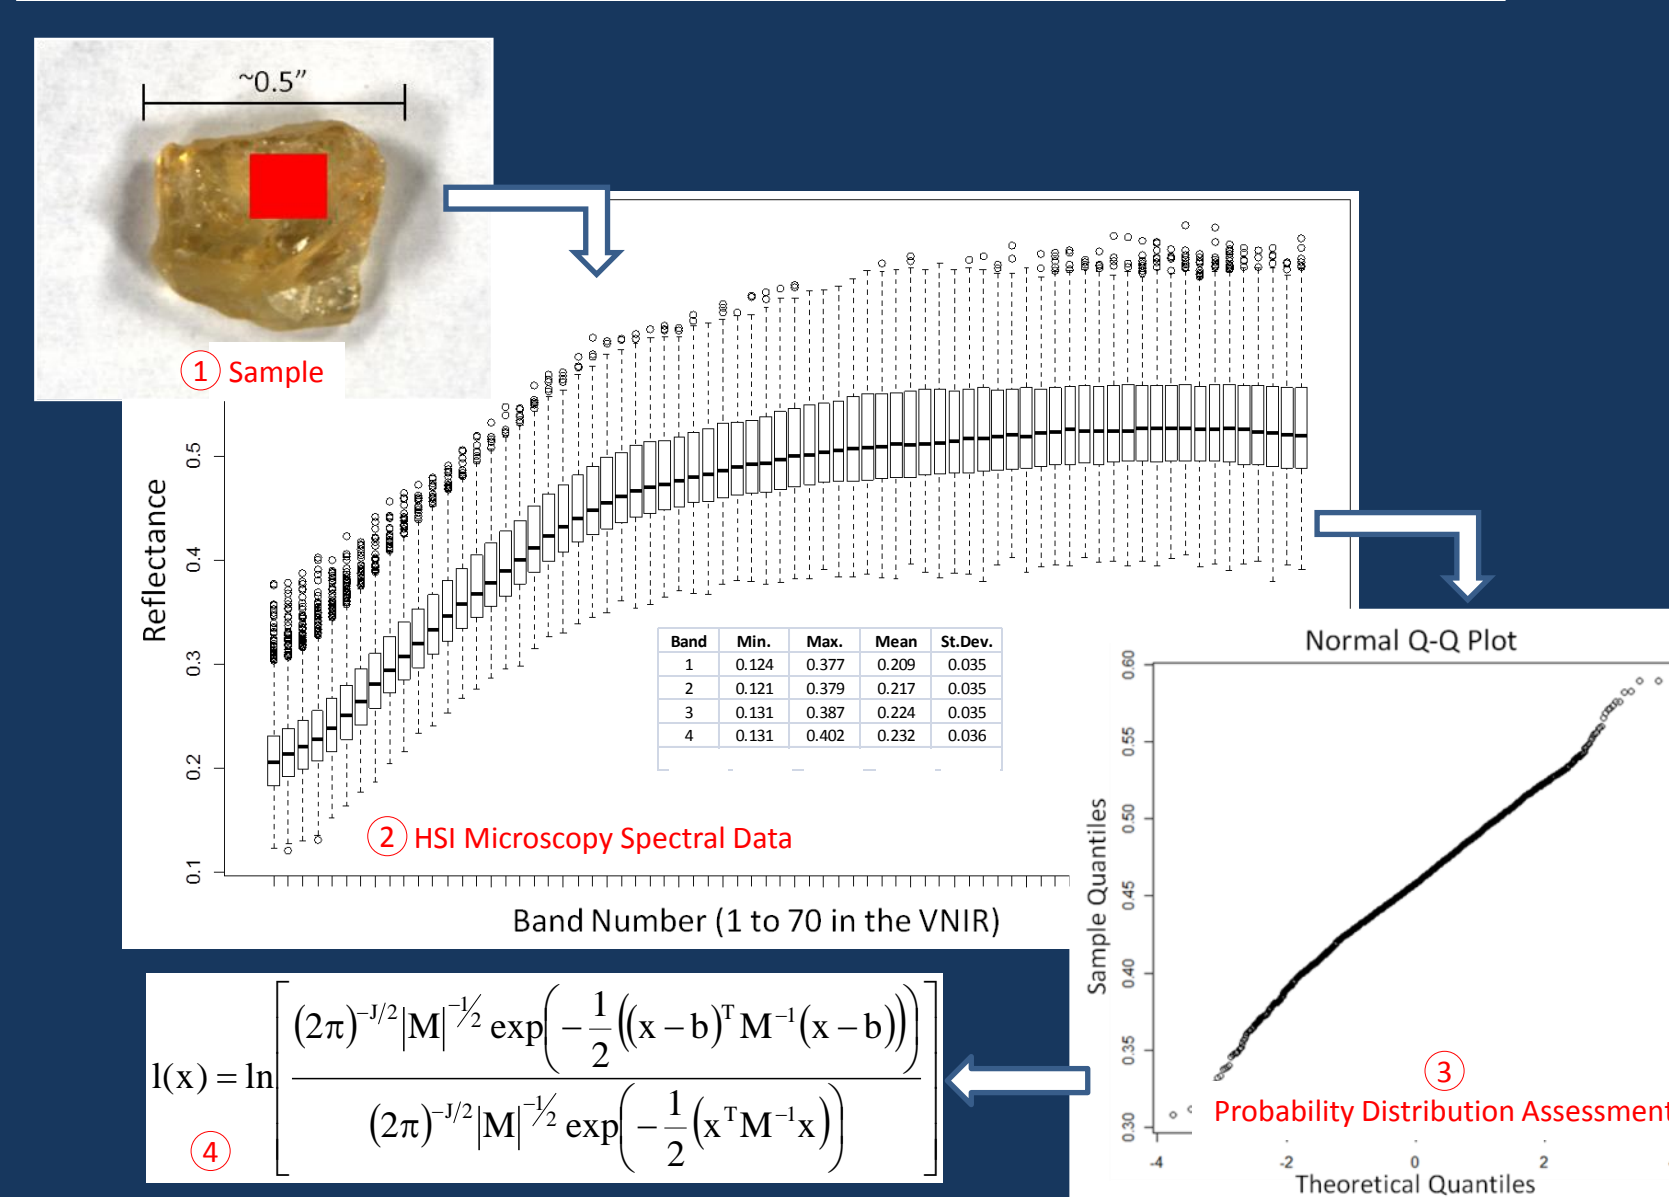 ~0.5”
1 Sample
Reflectance
0.5
0.4
0.3
0.2
0.1
Band Min. Max. Mean St.Dev.
1 0.124 0.377 0.209 0.035
2 0.121 0.379 0.217 0.035
3 0.131 0.387 0.224 0.035
4 0.131 0.402 0.232 0.036
2 HSI Microscopy Spectral Data
Band Number (1 to 70 in the VNIR)
Normal Q-Q Plot
Sample Quantiles
0.60
0.55
0.50
0.45
0.40
0.35
0.30
3
Probability Distribution Assessment
-4 -2 0 2
Theoretical Quantiles
l(x) = ln[ (2π)^{-J/2} |M|^{-1/2} exp( -1/2 ((x – b)^T M^{-1} (x – b)) )
(2π)^{-J/2} |M|^{-1/2} exp( -1/2 (x^T M^{-1} x) ) ]
4